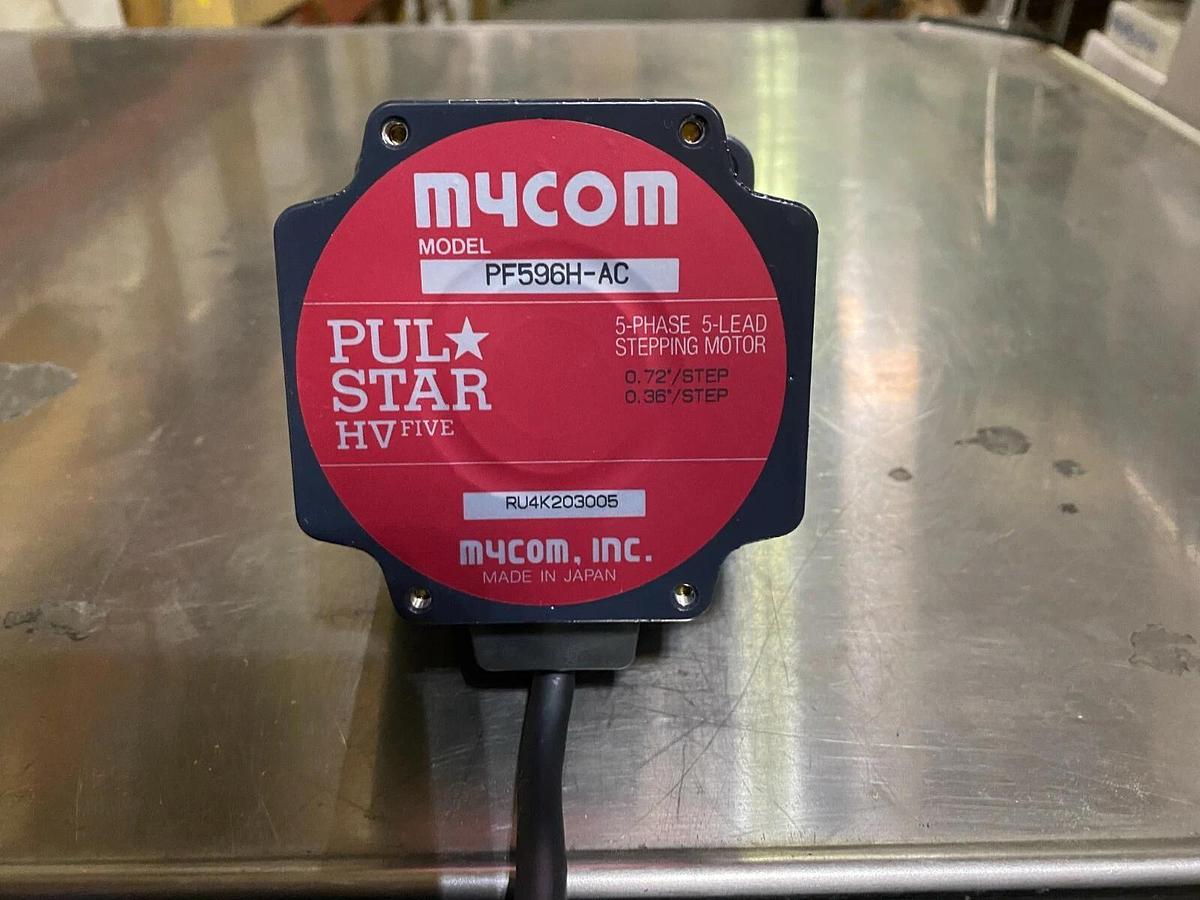 mycom
MODEL
PF596H-AC
PUL★
STAR
HV FIVE
5-PHASE 5-LEAD
STEPPING MOTOR
0.72°/STEP
0.36°/STEP
RU4K203005
mycom, INC.
MADE IN JAPAN